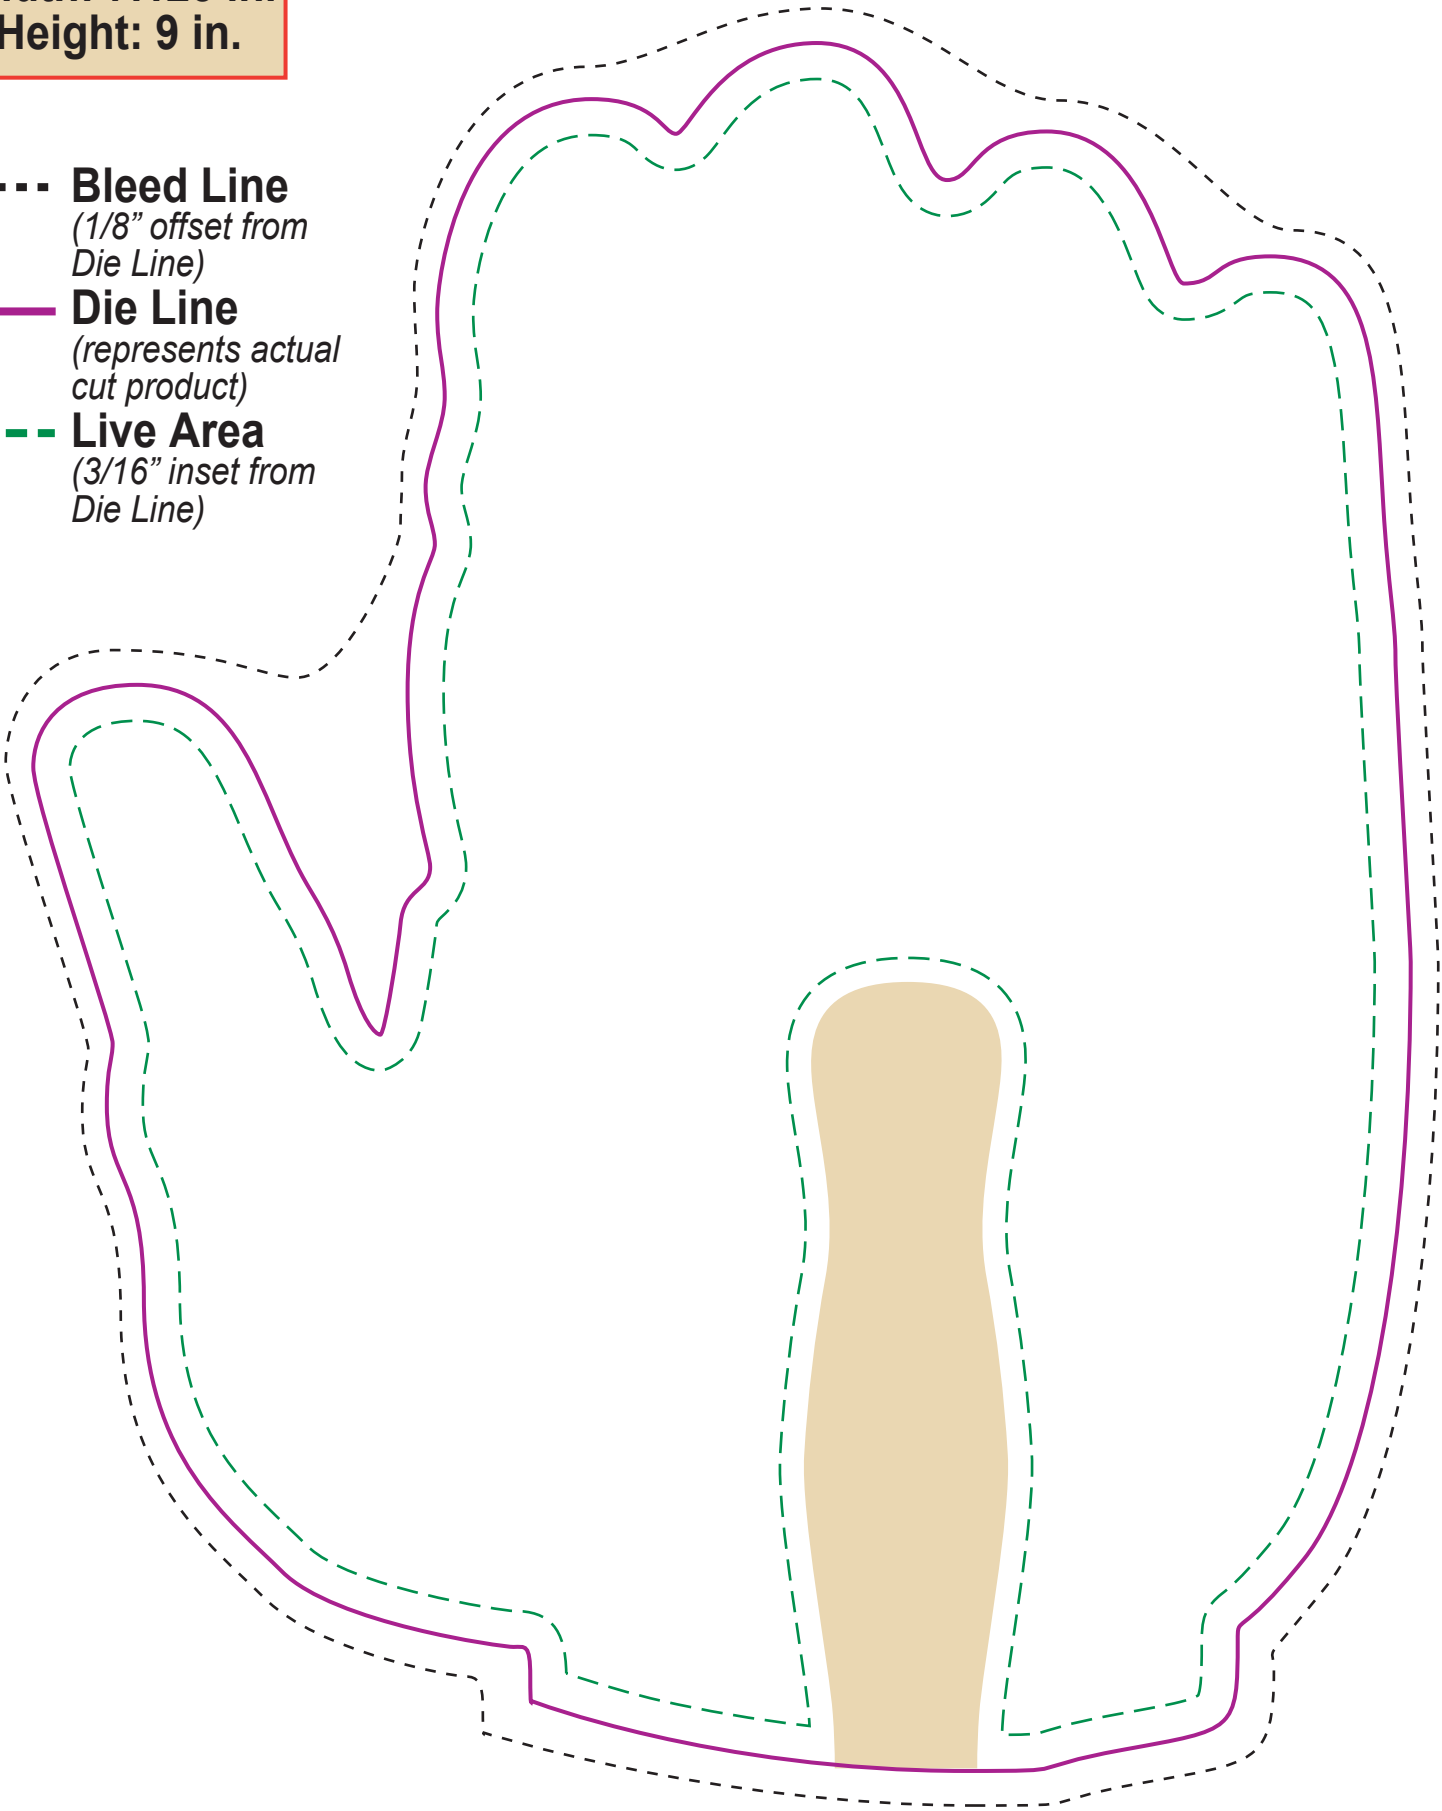 Height: 9 in.
Bleed Line
(1/8” offset from
Die Line)
Die Line
(represents actual
cut product)
Live Area
(3/16” inset from
Die Line)